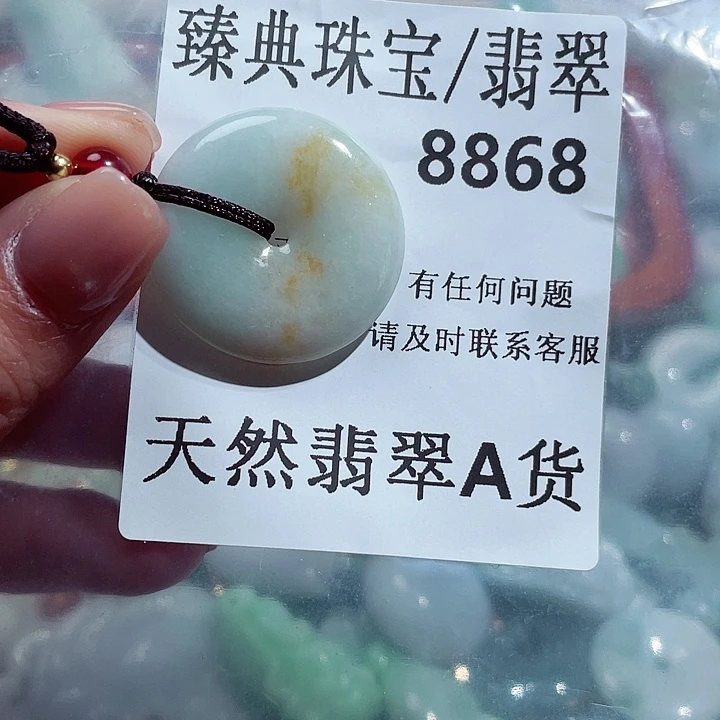 臻典珠宝/翡翠
8868
有任何问题
请及时联系客服
天然翡翠A货